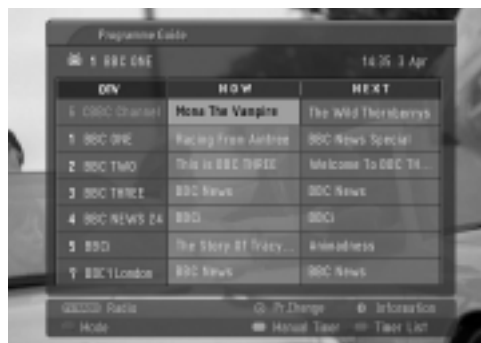 Programme Guide
1 BBC ONE 14:35 3 Apr
DTV NOW NEXT
6 CBBC Channel Mona The Vampire The Wild Thornberrys
1 BBC ONE Racing From Aintree BBC News Special
2 BBC TWO This is BBC THREE Welcome To BBC TH...
3 BBC THREE BBC News BBC News
4 BBC NEWS 24 BBCi BBCi
5 BBCi The Story Of Tracy... Animadness
7 BBC1 London BBC News BBC News
Radio Pr.Change Information
Mode Manual Timer Timer List